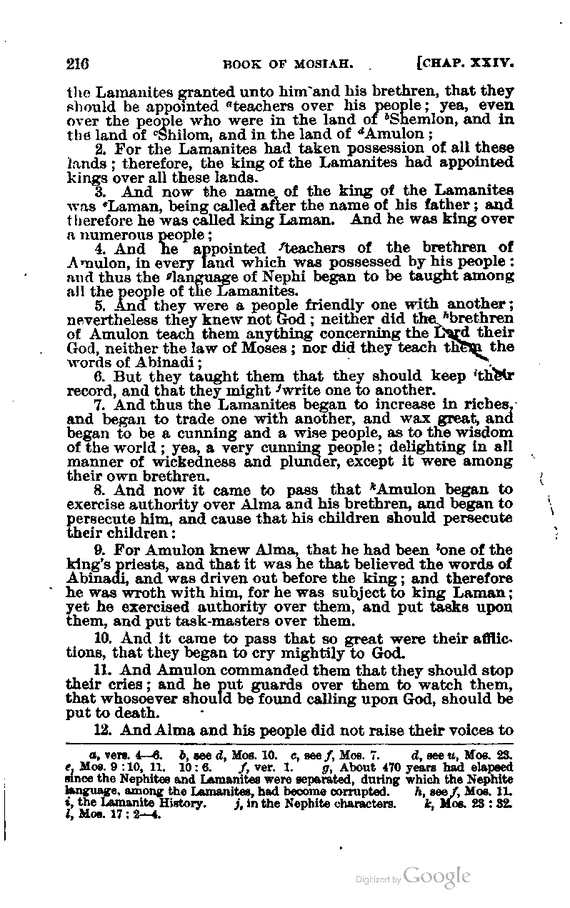 216 BOOK OF MOSIAH. [CHAP. XXIV.
the Lamanites granted unto him and his brethren, that they
should be appointed ᵃteachers over his people; yea, even
over the people who were in the land of ᵇShemlon, and in
the land of ᶜShilom, and in the land of ᵈAmulon;
2. For the Lamanites had taken possession of all these
lands; therefore, the king of the Lamanites had appointed
kings over all these lands.
3. And now the name of the king of the Lamanites
was ᵉLaman, being called after the name of his father; and
therefore he was called king Laman. And he was king over
a numerous people;
4. And he appointed ᶠteachers of the brethren of
Amulon, in every land which was possessed by his people:
and thus the ᵍlanguage of Nephi began to be taught among
all the people of the Lamanites.
5. And they were a people friendly one with another;
nevertheless they knew not God; neither did the ʰbrethren
of Amulon teach them anything concerning the Lord their
God, neither the law of Moses; nor did they teach them the
words of Abinadi;
6. But they taught them that they should keep ⁱtheir
record, and that they might ʲwrite one to another.
7. And thus the Lamanites began to increase in riches,
and began to trade one with another, and wax great, and
began to be a cunning and a wise people, as to the wisdom
of the world; yea, a very cunning people; delighting in all
manner of wickedness and plunder, except it were among
their own brethren.
8. And now it came to pass that ᵏAmulon began to
exercise authority over Alma and his brethren, and began to
persecute him, and cause that his children should persecute
their children:
9. For Amulon knew Alma, that he had been ˡone of the
king's priests, and that it was he that believed the words of
Abinadi, and was driven out before the king; and therefore
he was wroth with him, for he was subject to king Laman;
yet he exercised authority over them, and put tasks upon
them, and put task-masters over them.
10. And it came to pass that so great were their afflic-
tions, that they began to cry mightily to God.
11. And Amulon commanded them that they should stop
their cries; and he put guards over them to watch them,
that whosoever should be found calling upon God, should be
put to death.
12. And Alma and his people did not raise their voices to
a, vers. 4—6. b, see d, Mos. 10. c, see f, Mos. 7. d, see u, Mos. 23.
e, Mos. 9:10, 11. 10:6. f, ver. 1. g, About 470 years had elapsed
since the Nephites and Lamanites were separated, during which the Nephite
language, among the Lamanites, had become corrupted. h, see f, Mos. 11.
i, the Lamanite History. j, in the Nephite characters. k, Mos. 23:32.
l, Mos. 17:2—4.
Digitized by Google